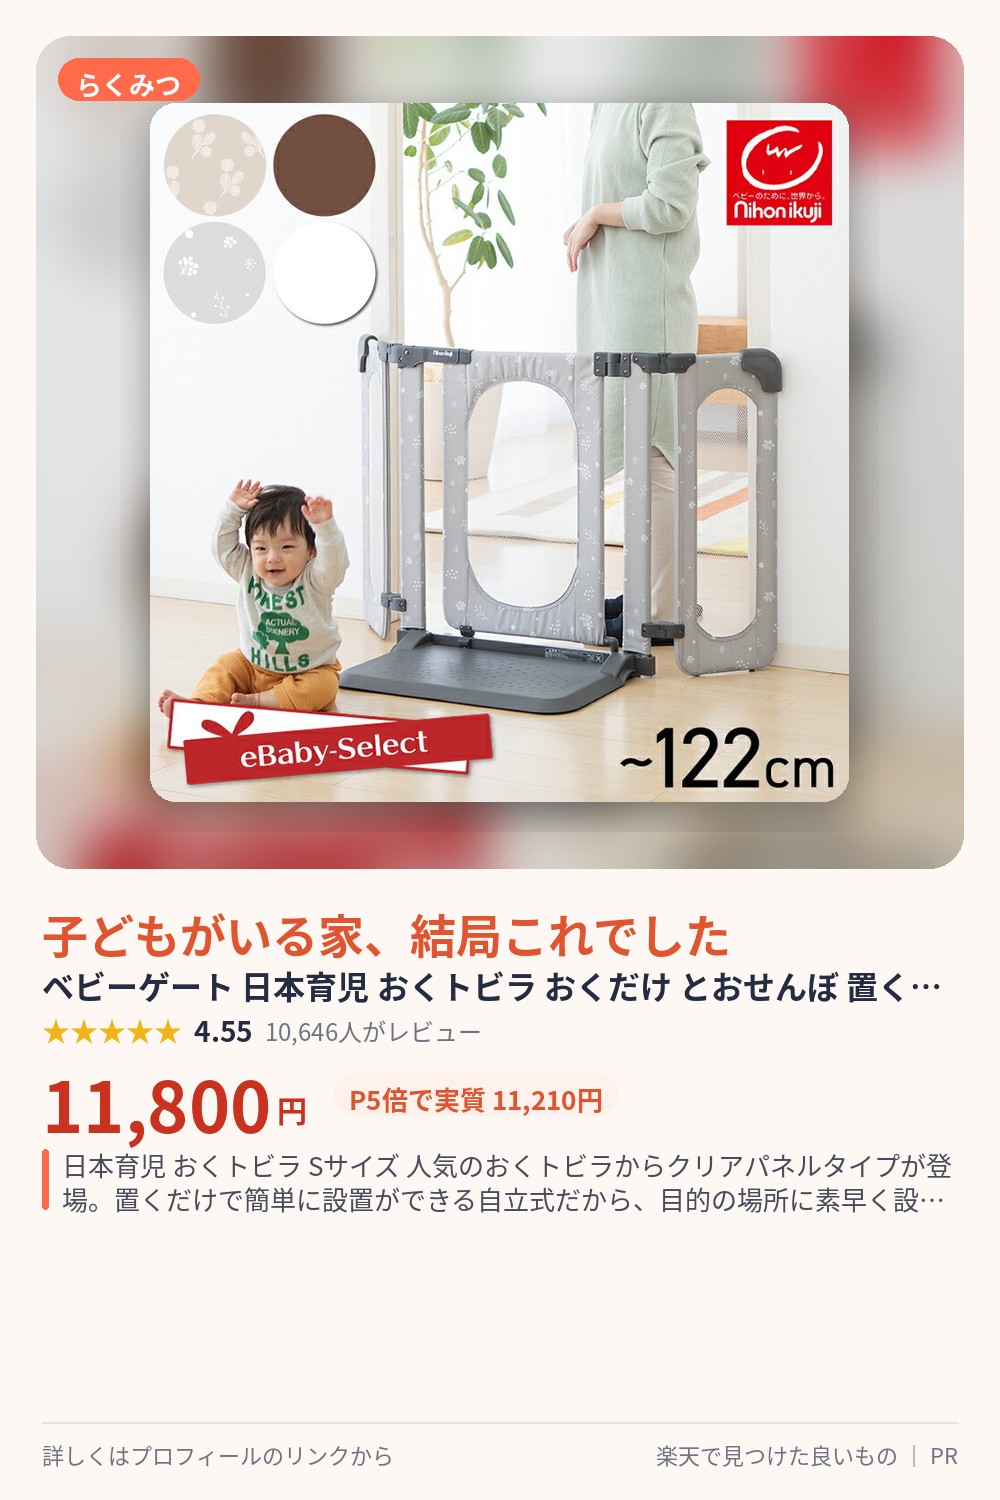 らくみつ
ベビーのために、世界から。
Nihon ikuji
Nihon ikuji
FOREST
ACTUAL
SCENERY
HILLS
eBaby-Select
~122cm
子どもがいる家、結局これでした
ベビーゲート 日本育児 おくトビラ おくだけ とおせんぼ 置く…
★★★★★ 4.55 10,646人がレビュー
11,800円 P5倍で実質 11,210円
日本育児 おくトビラ Sサイズ 人気のおくトビラからクリアパネルタイプが登
場。置くだけで簡単に設置ができる自立式だから、目的の場所に素早く設…
詳しくはプロフィールのリンクから
楽天で見つけた良いもの | PR